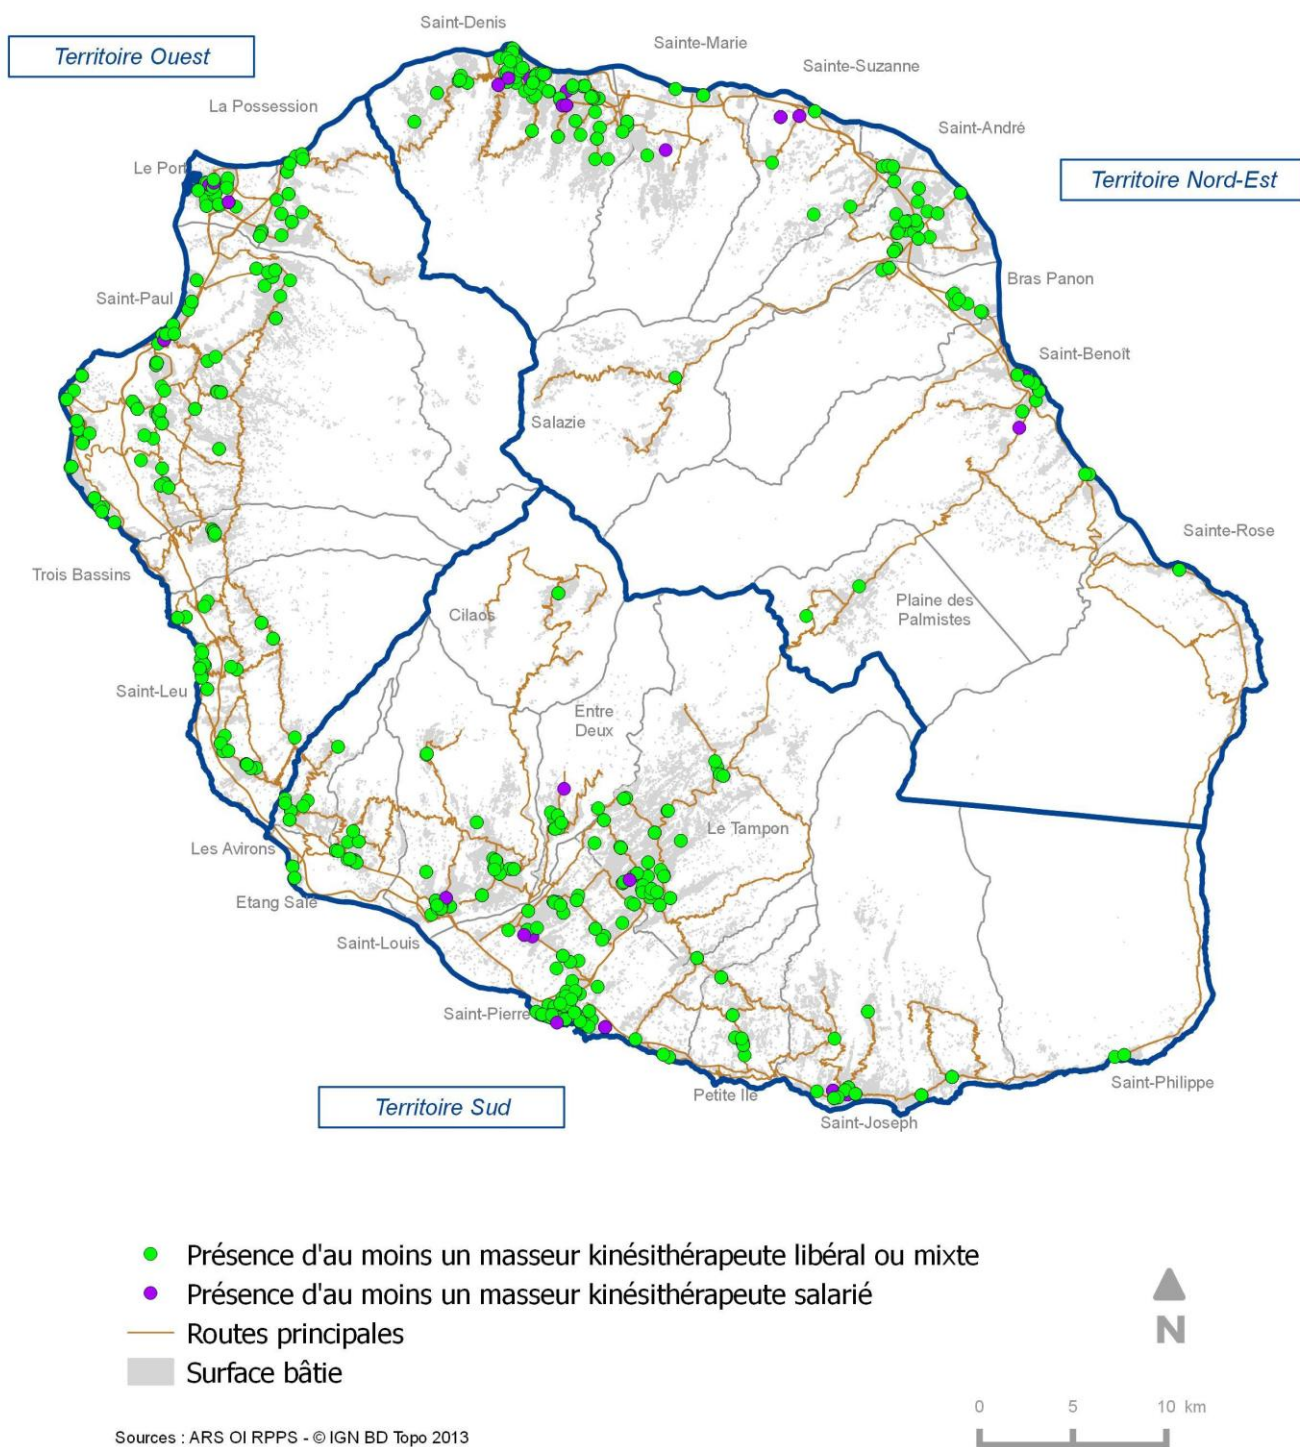 Saint-Denis
Sainte-Marie
Territoire Ouest
Sainte-Suzanne
La Possession
Saint-André
Le Port
Territoire Nord-Est
Bras Panon
Saint-Paul
Saint-Benoît
Salazie
Sainte-Rose
Trois Bassins
Cilaos
Plaine des
Palmistes
Saint-Leu
Entre
Deux
Le Tampon
Les Avirons
Etang Salé
Saint-Louis
Saint-Pierre
Saint-Philippe
Petite Ile
Territoire Sud
Saint-Joseph
Présence d'au moins un masseur kinésithérapeute libéral ou mixte
Présence d'au moins un masseur kinésithérapeute salarié
Routes principales
N
Surface bâtie
0 5 10 km
Sources : ARS OI RPPS - © IGN BD Topo 2013